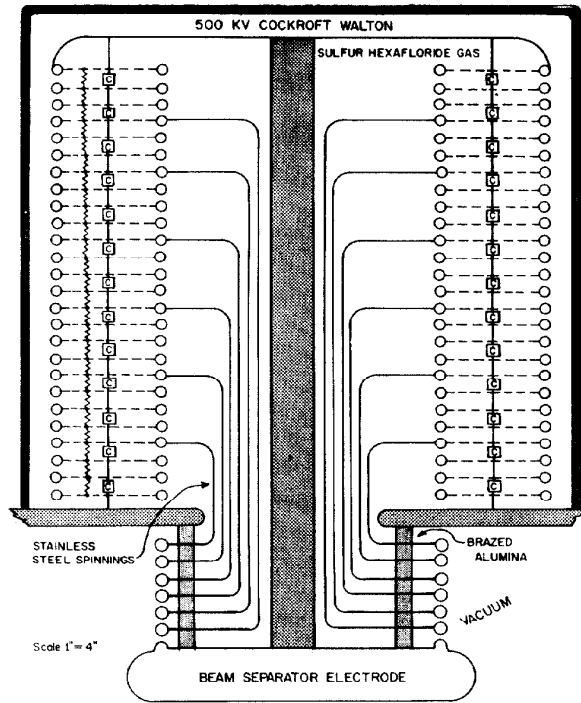 500 KV COCKROFT WALTON
SULFUR HEXAFLORIDE GAS
C C
C C
C C
C C
C C
C C
C C
C C
C C
C C
C C
C C
C C
STAINLESS
STEEL SPINNINGS
BRAZED
ALUMINA
VACUUM
Scale 1" = 4"
BEAM SEPARATOR ELECTRODE